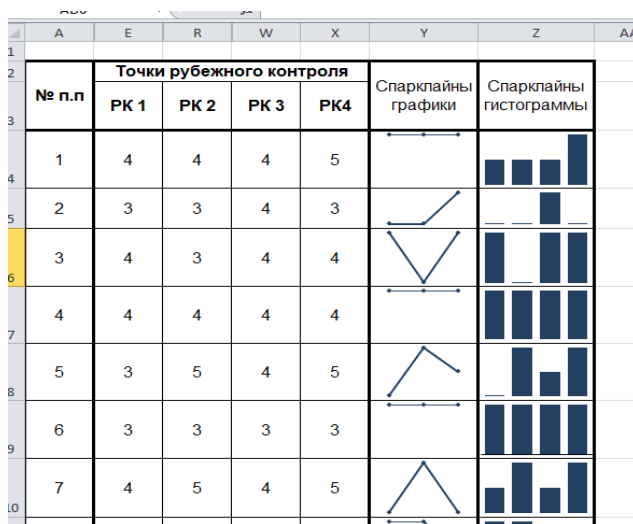 A E R W X Y Z AA
1
2 Точки рубежного контроля
№ п.п Спарклайны графики Спарклайны гистограммы
3 РК 1 РК 2 РК 3 РК4
4 1 4 4 4 5
5 2 3 3 4 3
6 3 4 3 4 4
7 4 4 4 4 4
8 5 3 5 4 5
9 6 3 3 3 3
10 7 4 5 4 5